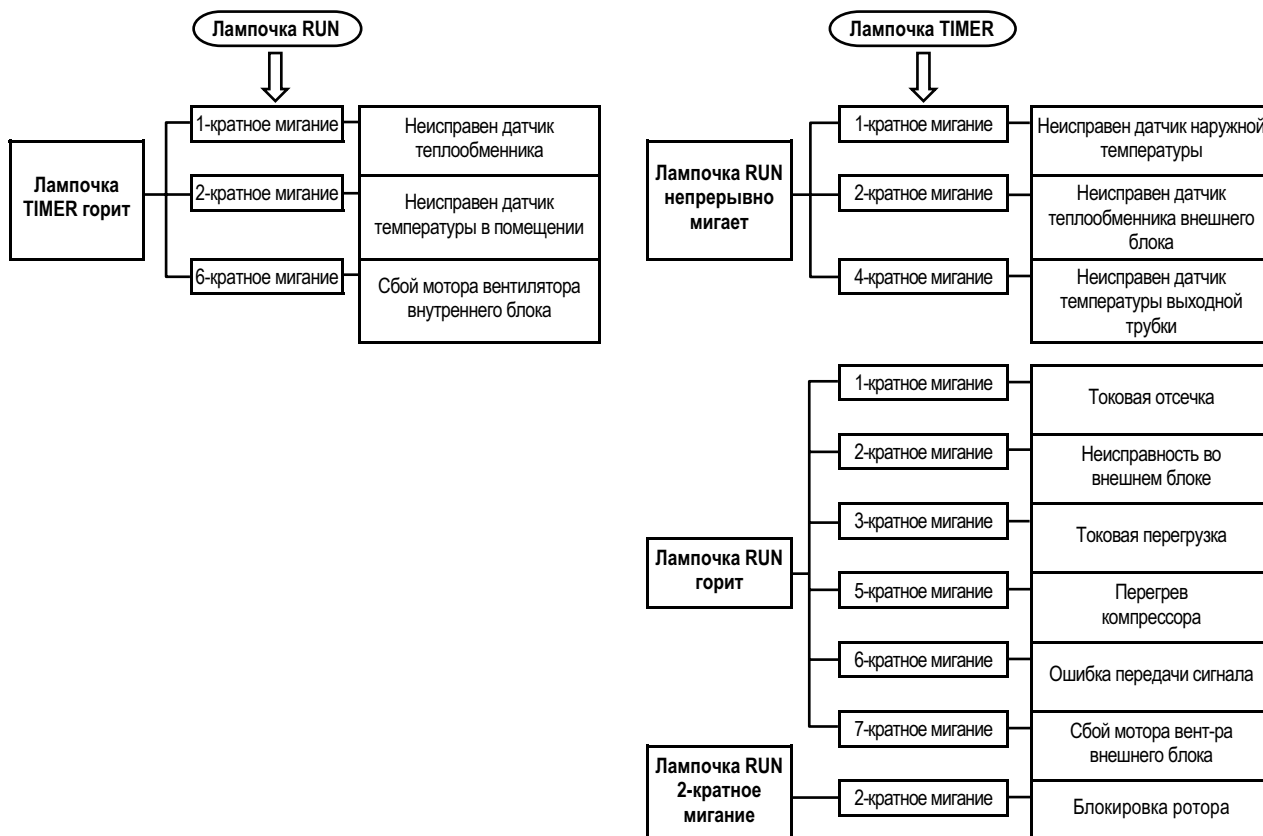 Лампочка RUN
1-кратное мигание
Неисправен датчик
теплообменника
Лампочка
TIMER горит
2-кратное мигание
Неисправен датчик
температуры в помещении
6-кратное мигание
Сбой мотора вентилятора
внутреннего блока
Лампочка TIMER
1-кратное мигание
Неисправен датчик наружной
температуры
Лампочка RUN
непрерывно
мигает
2-кратное мигание
Неисправен датчик
теплообменника внешнего
блока
4-кратное мигание
Неисправен датчик
температуры выходной
трубки
1-кратное мигание
Токовая отсечка
2-кратное мигание
Неисправность во
внешнем блоке
3-кратное мигание
Токовая перегрузка
Лампочка RUN
горит
5-кратное мигание
Перегрев
компрессора
6-кратное мигание
Ошибка передачи сигнала
7-кратное мигание
Сбой мотора вент-ра
внешнего блока
Лампочка RUN
2-кратное
мигание
2-кратное мигание
Блокировка ротора